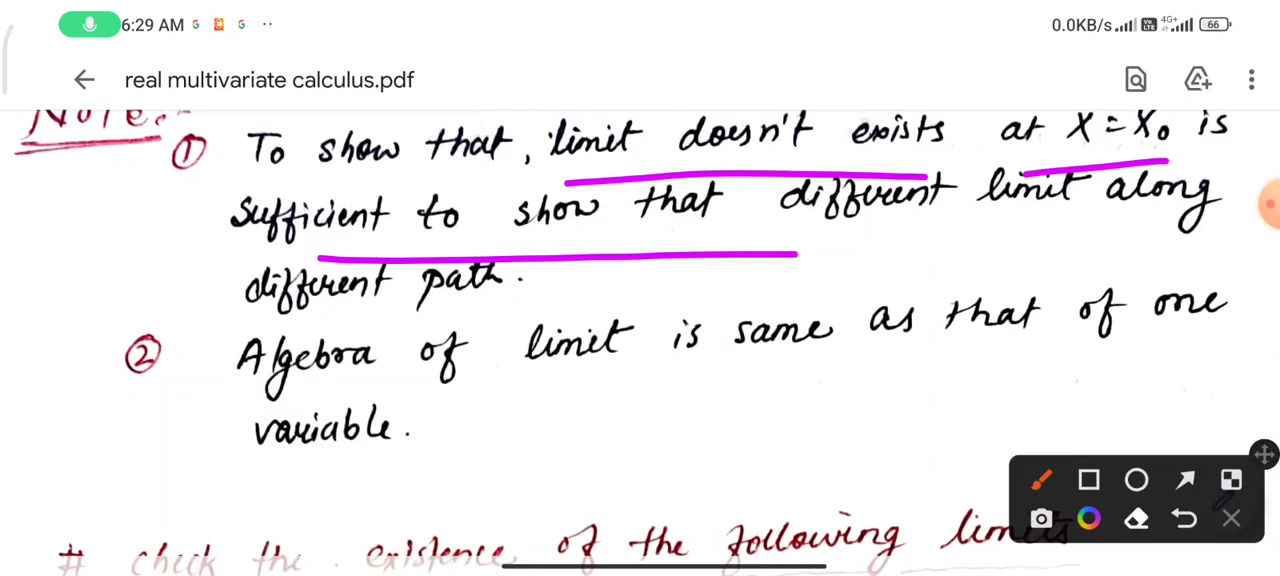 6:29 AM G G ··
0.0KB/s 4G+ 66
real multivariate calculus.pdf
Note:-
① To show that, limit doesn't exists at X = X₀ is
sufficient to show that different limit along
different path.
② Algebra of limit is same as that of one
variable.
# check the existence of the following limits